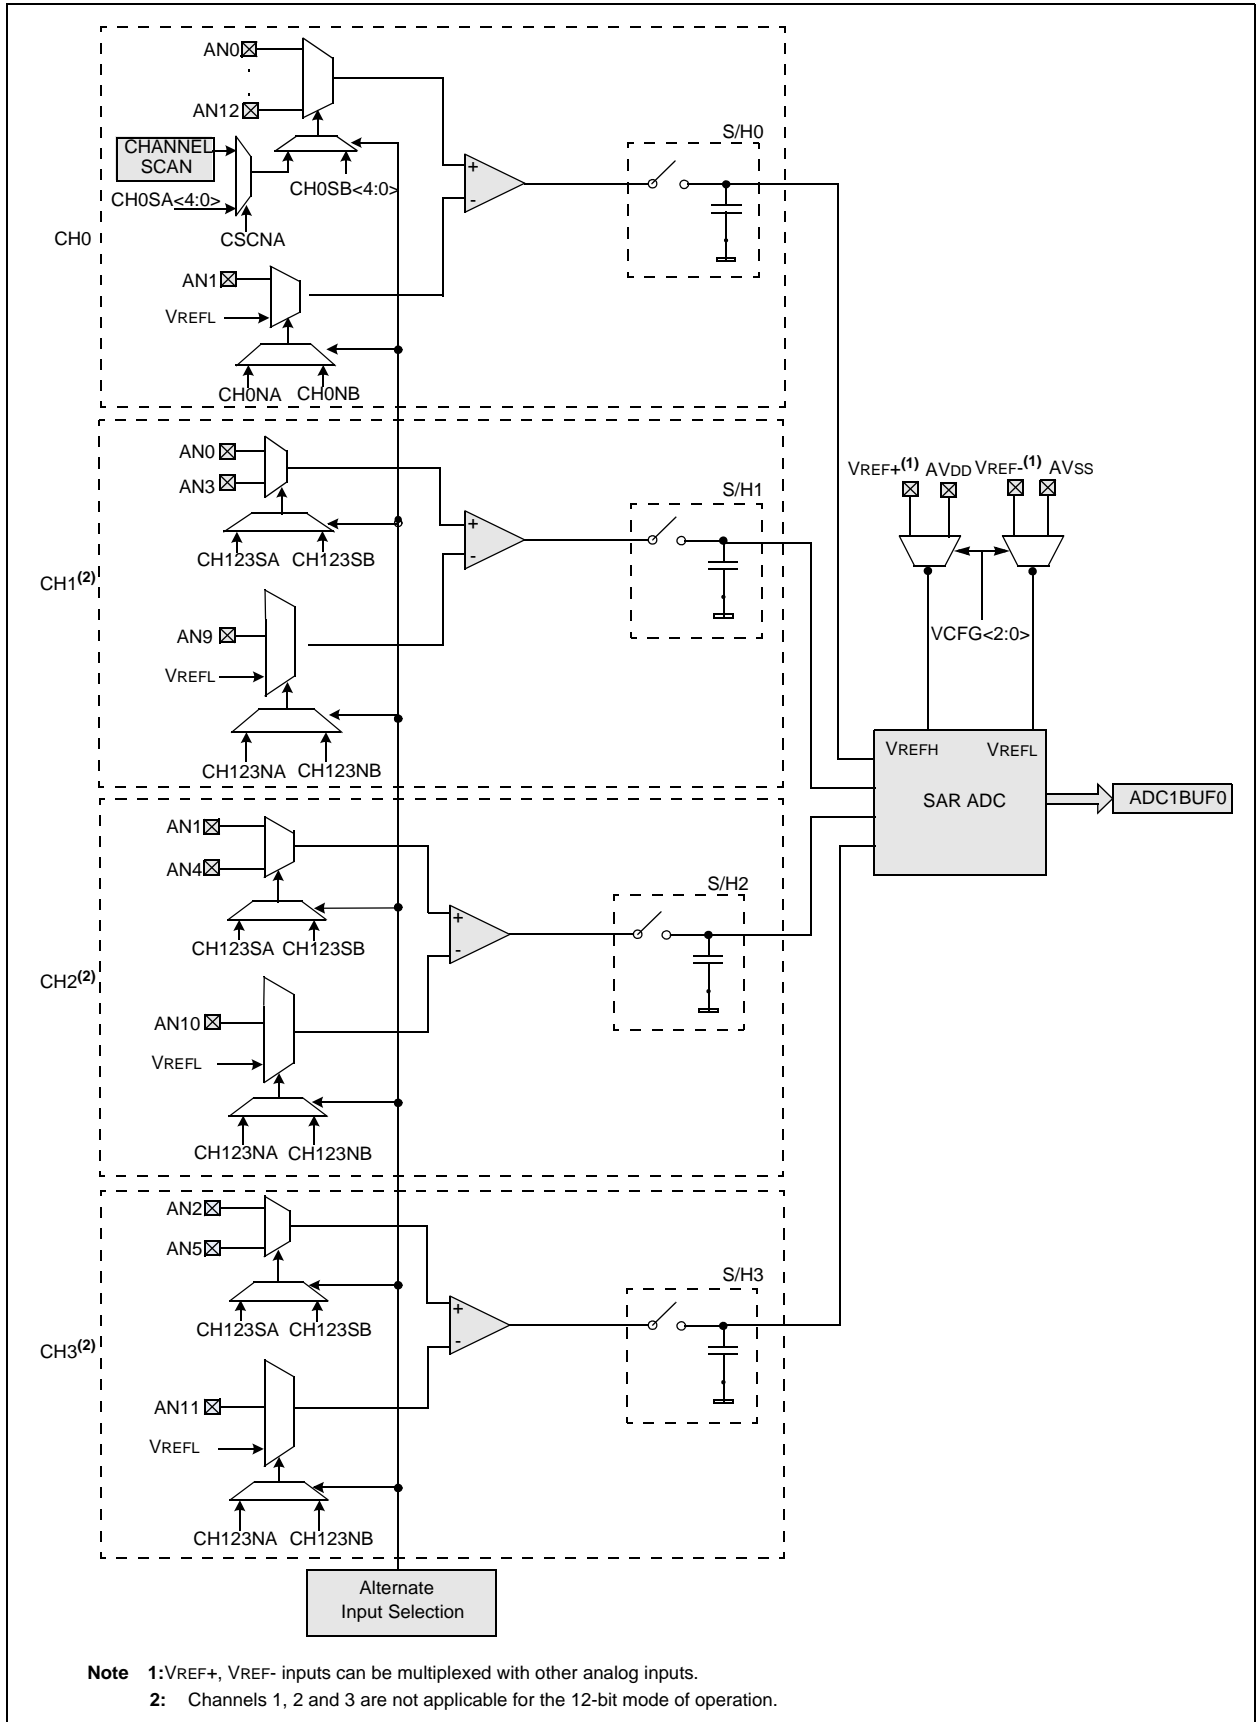 AN0
AN12
CHANNEL
SCAN
CH0SA<4:0>
CH0SB<4:0>
CSCNA
CH0
AN1
VREFL
CH0NA CH0NB
+
-
S/H0
AN0
AN3
CH123SA CH123SB
CH1(2)
AN9
VREFL
CH123NA CH123NB
+
-
S/H1
VREF+(1) AVDD VREF-(1) AVSS
VCFG<2:0>
VREFH VREFL
SAR ADC
ADC1BUF0
AN1
AN4
CH123SA CH123SB
CH2(2)
AN10
VREFL
CH123NA CH123NB
+
-
S/H2
AN2
AN5
CH123SA CH123SB
CH3(2)
AN11
VREFL
CH123NA CH123NB
+
-
S/H3
Alternate
Input Selection
Note 1:VREF+, VREF- inputs can be multiplexed with other analog inputs.
2: Channels 1, 2 and 3 are not applicable for the 12-bit mode of operation.